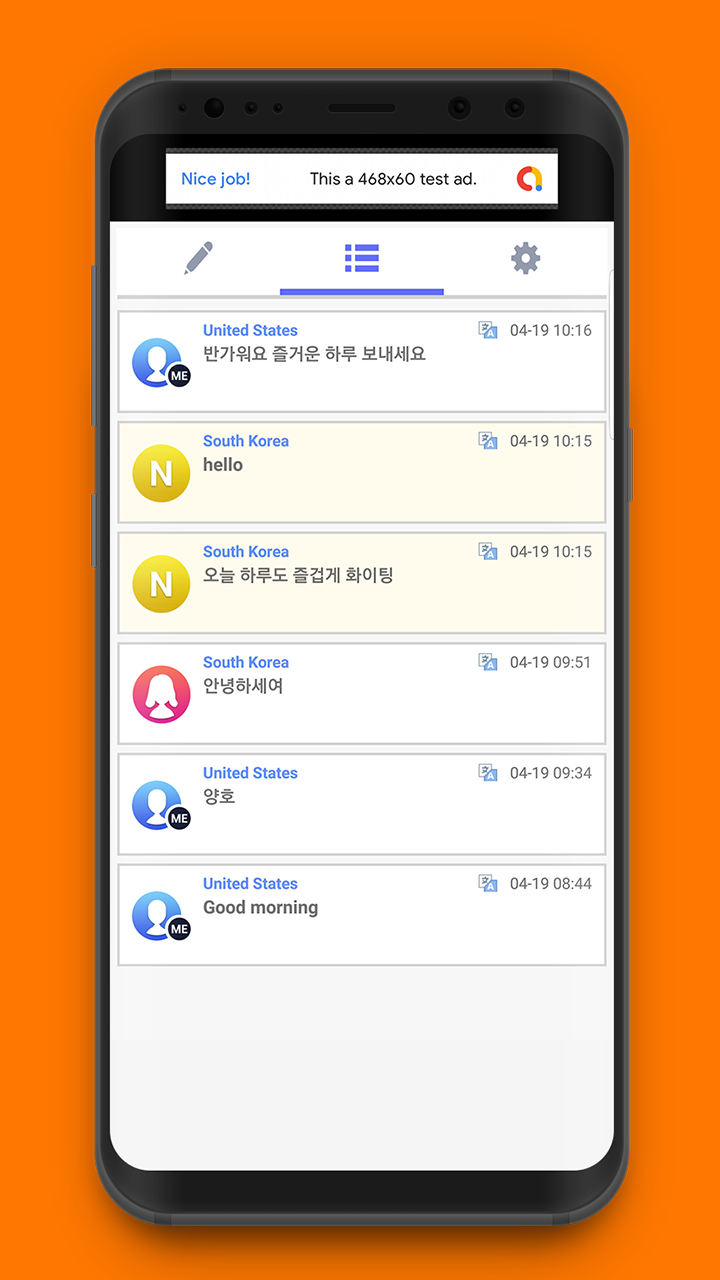 Nice job!
This a 468x60 test ad.
United States
04-19 10:16
반가워요 즐거운 하루 보내세요
ME
South Korea
04-19 10:15
hello
N
South Korea
04-19 10:15
오늘 하루도 즐겁게 화이팅
N
South Korea
04-19 09:51
안녕하세여
United States
04-19 09:34
양호
ME
United States
04-19 08:44
Good morning
ME